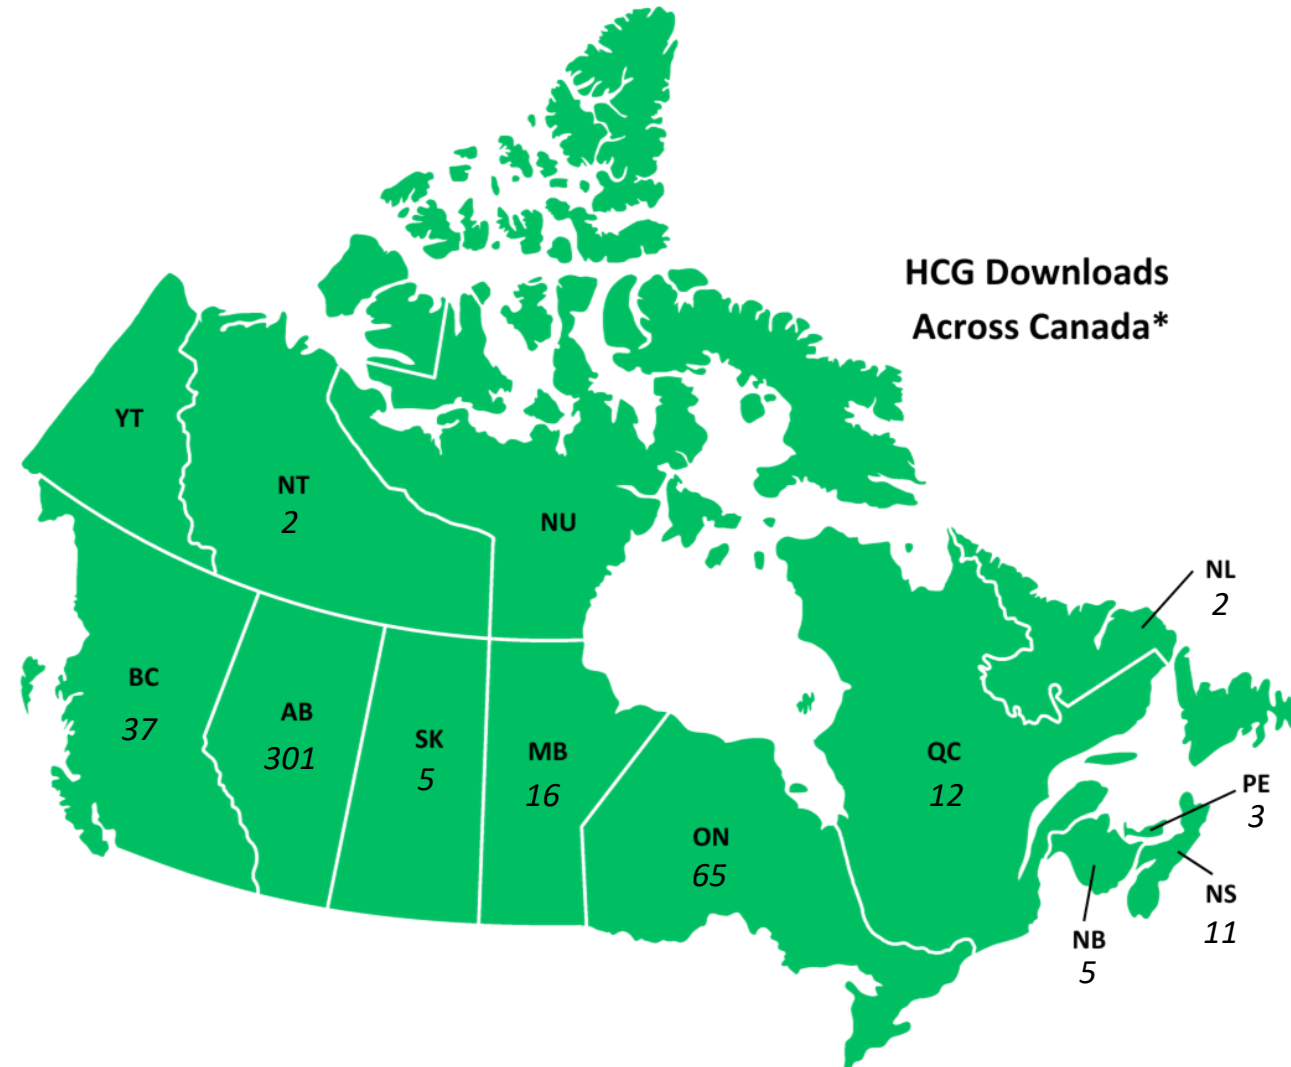 HCG Downloads
Across Canada*
YT
NT
2
NU
NL
2
BC
37
AB
301
SK
5
MB
16
ON
65
QC
12
PE
3
NS
11
NB
5